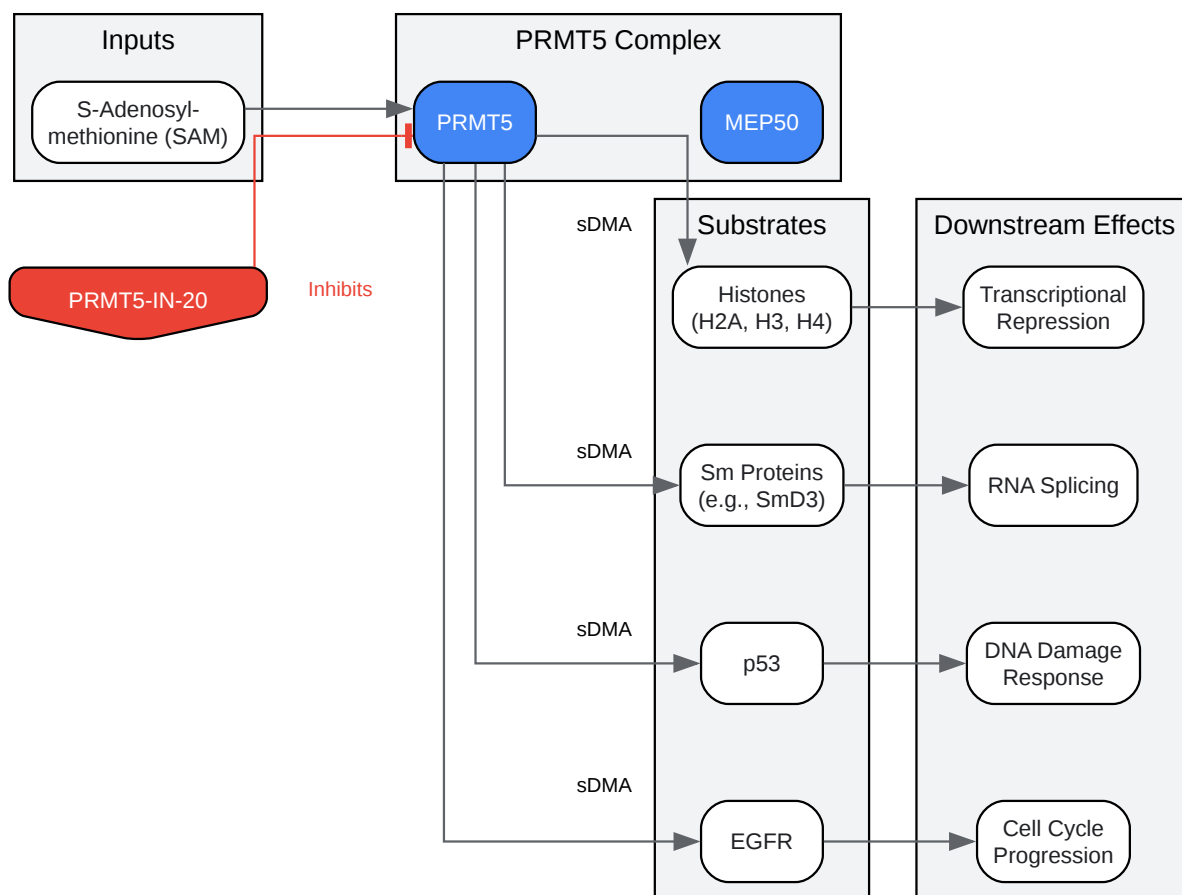 Inputs
PRMT5 Complex
S-Adenosyl-
methionine (SAM)
PRMT5
MEP50
PRMT5-IN-20
Inhibits
sDMA
Substrates
Downstream Effects
Histones
(H2A, H3, H4)
Transcriptional
Repression
sDMA
Sm Proteins
(e.g., SmD3)
RNA Splicing
sDMA
p53
DNA Damage
Response
sDMA
EGFR
Cell Cycle
Progression